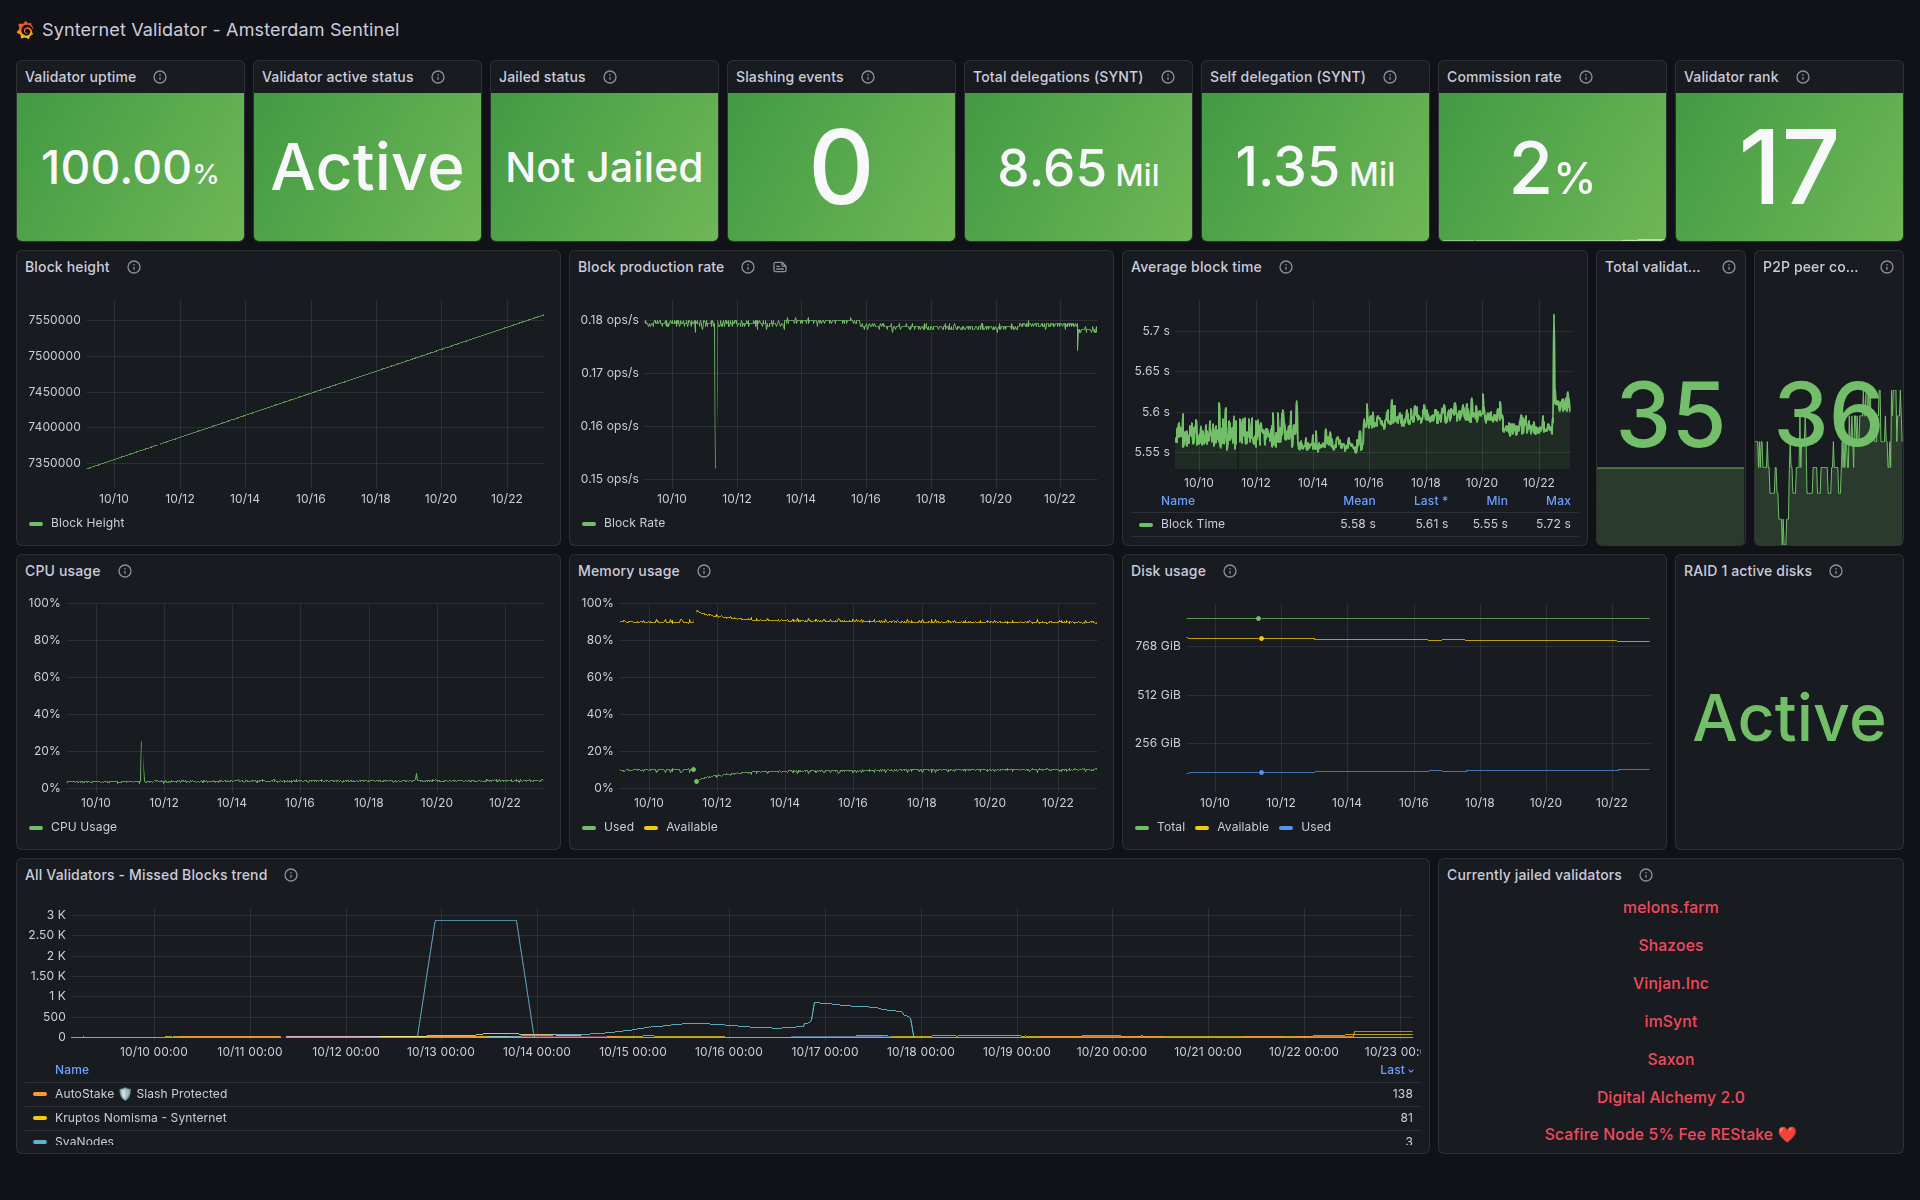 Synternet Validator - Amsterdam Sentinel
Validator uptime
100.00%
Validator active status
Active
Jailed status
Not Jailed
Slashing events
0
Total delegations (SYNT)
8.65 Mil
Self delegation (SYNT)
1.35 Mil
Commission rate
2%
Validator rank
17
Block height
7550000
7500000
7450000
7400000
7350000
10/10 10/12 10/14 10/16 10/18 10/20 10/22
Block Height
Block production rate
0.18 ops/s
0.17 ops/s
0.16 ops/s
0.15 ops/s
10/10 10/12 10/14 10/16 10/18 10/20 10/22
Block Rate
Average block time
5.7 s
5.65 s
5.6 s
5.55 s
10/10 10/12 10/14 10/16 10/18 10/20 10/22
Name Mean Last * Min Max
Block Time 5.58 s 5.61 s 5.55 s 5.72 s
Total validat...
35
P2P peer co...
36
CPU usage
100%
80%
60%
40%
20%
0%
10/10 10/12 10/14 10/16 10/18 10/20 10/22
CPU Usage
Memory usage
100%
80%
60%
40%
20%
0%
10/10 10/12 10/14 10/16 10/18 10/20 10/22
Used Available
Disk usage
768 GiB
512 GiB
256 GiB
10/10 10/12 10/14 10/16 10/18 10/20 10/22
Total Available Used
RAID 1 active disks
Active
All Validators - Missed Blocks trend
3 K
2.50 K
2 K
1.50 K
1 K
500
0
10/10 00:00 10/11 00:00 10/12 00:00 10/13 00:00 10/14 00:00 10/15 00:00 10/16 00:00 10/17 00:00 10/18 00:00 10/19 00:00 10/20 00:00 10/21 00:00 10/22 00:00 10/23 00:
Name Last
AutoStake 🛡️ Slash Protected 138
Kruptos Nomisma - Synternet 81
SvaNodes 3
Currently jailed validators
melons.farm
Shazoes
Vinjan.Inc
imSynt
Saxon
Digital Alchemy 2.0
Scafire Node 5% Fee REStake ❤️